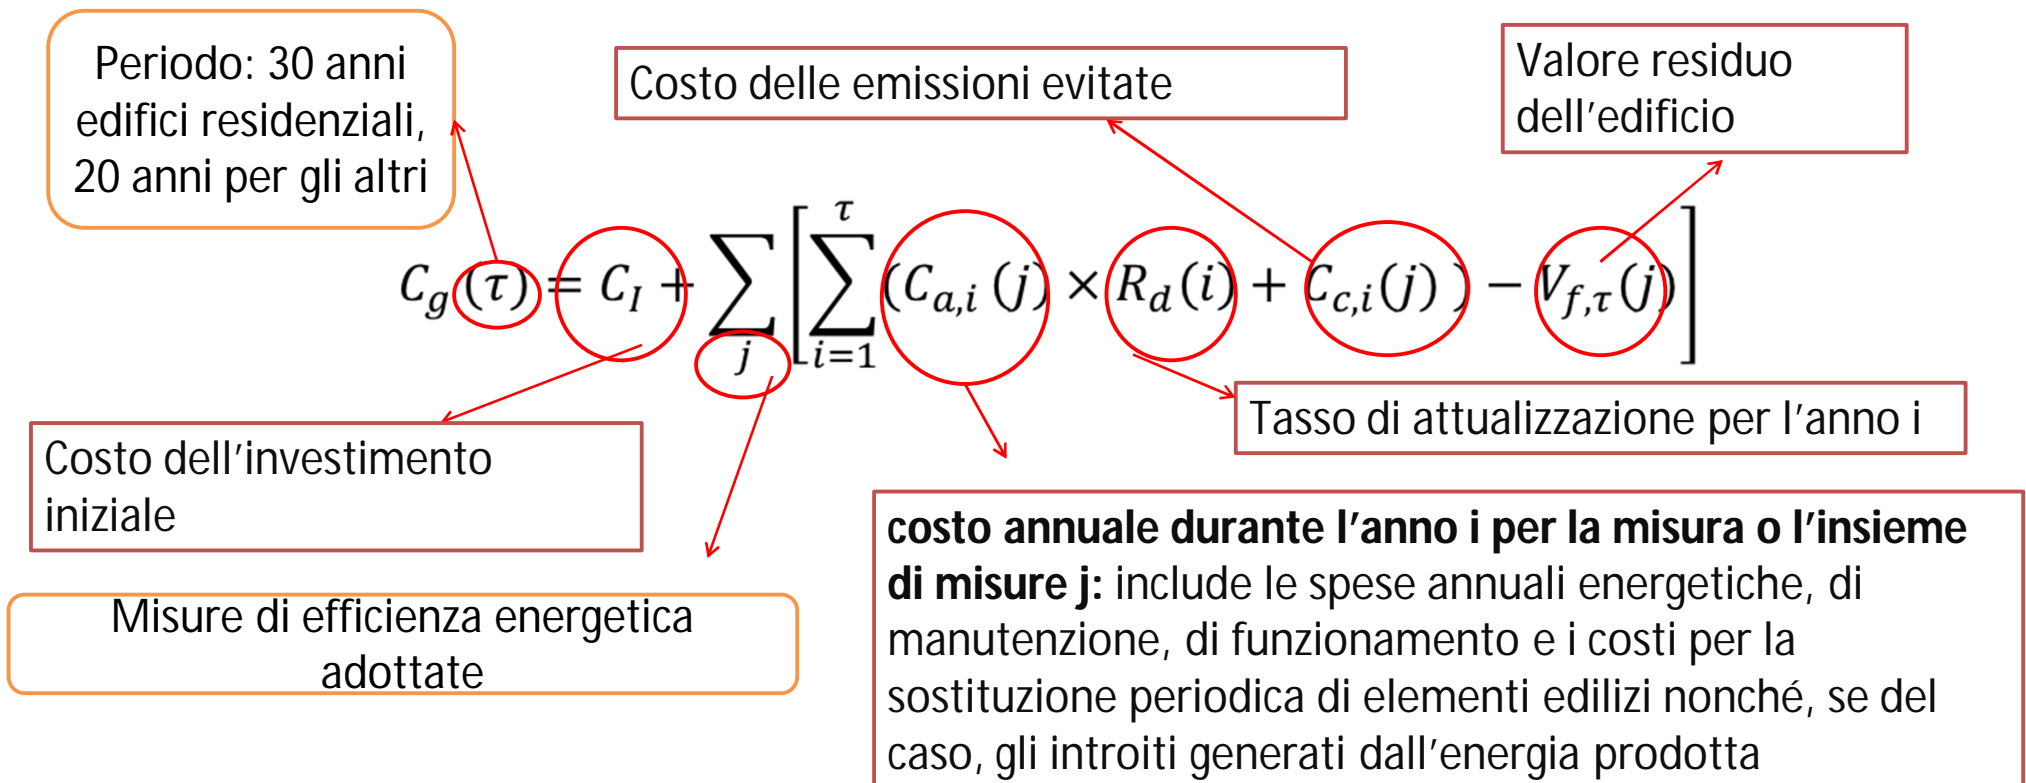 Periodo: 30 anni
edifici residenziali,
20 anni per gli altri
Costo delle emissioni evitate
Valore residuo
dell'edificio
C_g(τ) = C_I + ∑_j [∑_{i=1}^{τ} (C_{a,i} (j) × R_d(i) + C_{c,i}(j) ) − V_{f,τ}(j)]
Costo dell'investimento
iniziale
Tasso di attualizzazione per l'anno i
Misure di efficienza energetica
adottate
costo annuale durante l'anno i per la misura o l'insieme
di misure j: include le spese annuali energetiche, di
manutenzione, di funzionamento e i costi per la
sostituzione periodica di elementi edilizi nonché, se del
caso, gli introiti generati dall'energia prodotta